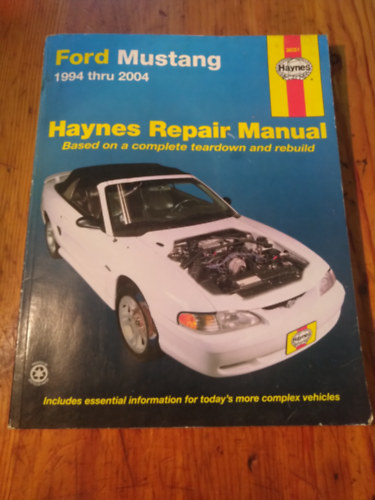 Ford Mustang
1994 thru 2004
Haynes
Haynes Repair Manual
Based on a complete teardown and rebuild
Haynes
Includes essential information for today's more complex vehicles